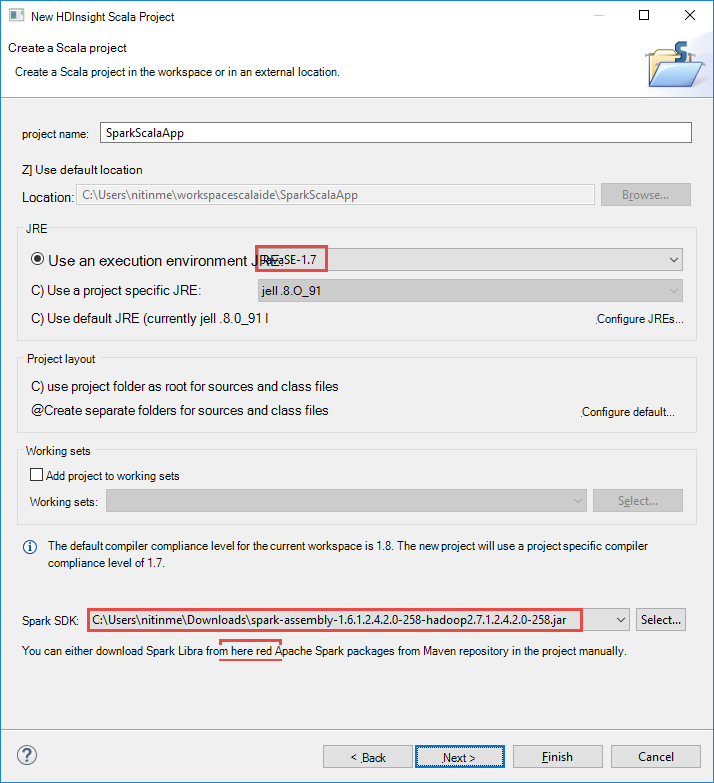 New HDInsight Scala Project
Create a Scala project
Create a Scala project in the workspace or in an external location.
project name: SparkScalaApp
Z] Use default location
Location: C:\Users\nitinme\workspacescalaide\SparkScalaApp Browse...
JRE
Use an execution environment JRE: SE-1.7
C) Use a project specific JRE: jell .8.O_91
C) Use default JRE (currently jell .8.0_91 l Configure JREs...
Project layout
C) use project folder as root for sources and class files
@Create separate folders for sources and class files Configure default...
Working sets
Add project to working sets
Working sets: Select...
The default compiler compliance level for the current workspace is 1.8. The new project will use a project specific compiler
compliance level of 1.7.
Spark SDK: C:\Users\nitinme\Downloads\spark-assembly-1.6.1.2.4.2.0-258-hadoop2.7.1.2.4.2.0-258.jar Select...
You can either download Spark Libra from here red Apache Spark packages from Maven repository in the project manually.
? < Back Next > Finish Cancel